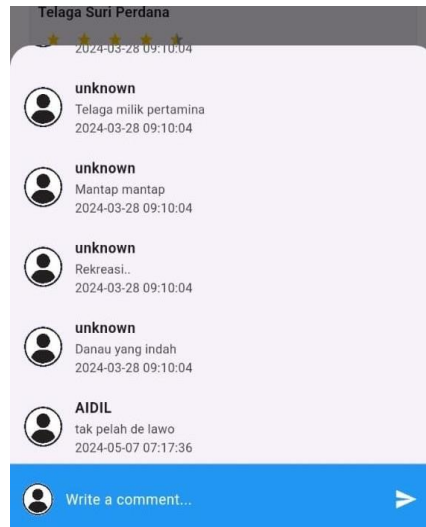 Telaga Suri Perdana
2024-03-28 09:10:04
unknown
Telaga milik pertamina
2024-03-28 09:10:04
unknown
Mantap mantap
2024-03-28 09:10:04
unknown
Rekreasi..
2024-03-28 09:10:04
unknown
Danau yang indah
2024-03-28 09:10:04
AIDIL
tak pelah de lawo
2024-05-07 07:17:36
Write a comment...